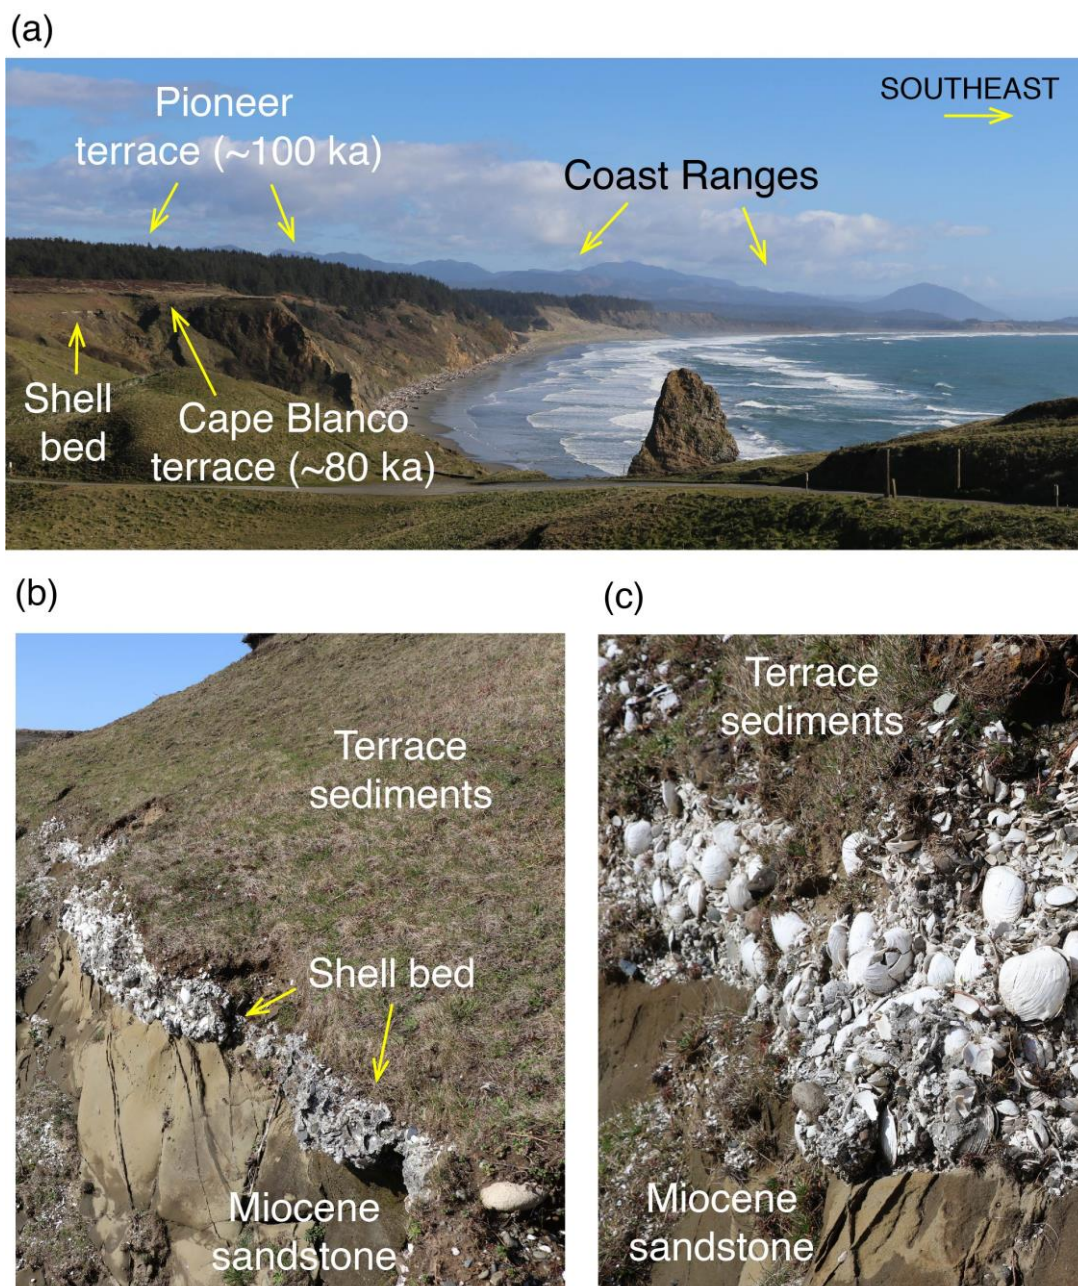 (a)
SOUTHEAST
Pioneer
terrace (~100 ka)
Coast Ranges
Shell
bed
Cape Blanco
terrace (~80 ka)
(b)
Terrace
sediments
Shell bed
Miocene
sandstone
(c)
Terrace
sediments
Miocene
sandstone